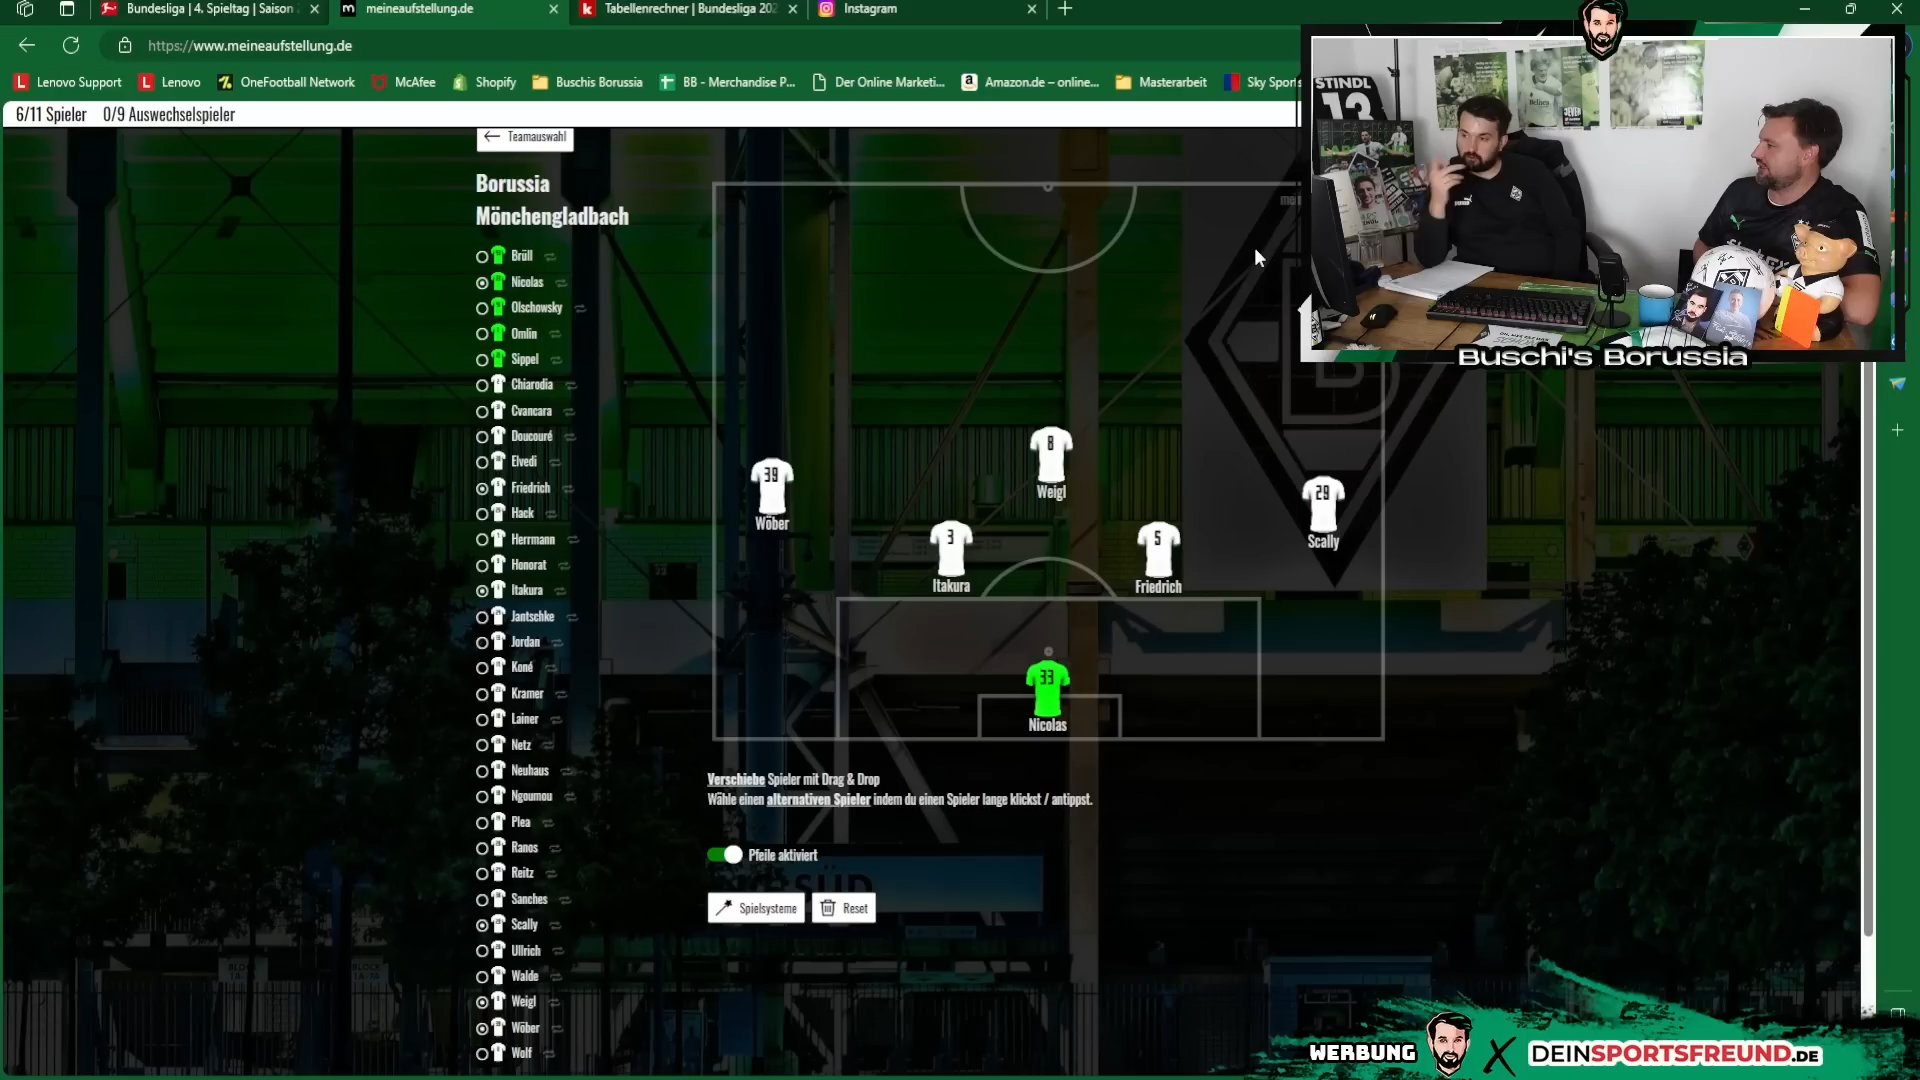 Bundesliga | 4. Spieltag | Saison
meineaufstellung.de
Tabellenrechner | Bundesliga 202
Instagram
https://www.meineaufstellung.de
Lenovo Support
Lenovo
OneFootball Network
McAfee
Shopify
Buschis Borussia
BB - Merchandise P...
Der Online Marketi...
Amazon.de – online...
Masterarbeit
Sky Sports
6/11 Spieler 0/9 Auswechselspieler
Teamauswahl
Borussia
Mönchengladbach
Brüll
Nicolas
Olschowsky
Omlin
Sippel
Chiarodia
Cvancara
Doucouré
Elvedi
Friedrich
Hack
Herrmann
Honorat
Itakura
Jantschke
Jordan
Koné
Kramer
Lainer
Netz
Neuhaus
Ngoumou
Plea
Ranos
Reitz
Sanches
Scally
Ullrich
Walde
Weigl
Wöber
Wolf
8
Weigl
39
Wöber
29
Scally
3
Itakura
5
Friedrich
33
Nicolas
Verschiebe Spieler mit Drag & Drop
Wähle einen alternativen Spieler indem du einen Spieler lange klickst / antippst.
Pfeile aktiviert
Spielsysteme
Reset
STINDL
13
Buschi's Borussia
WERBUNG
X
DEINSPORTSFREUND.DE